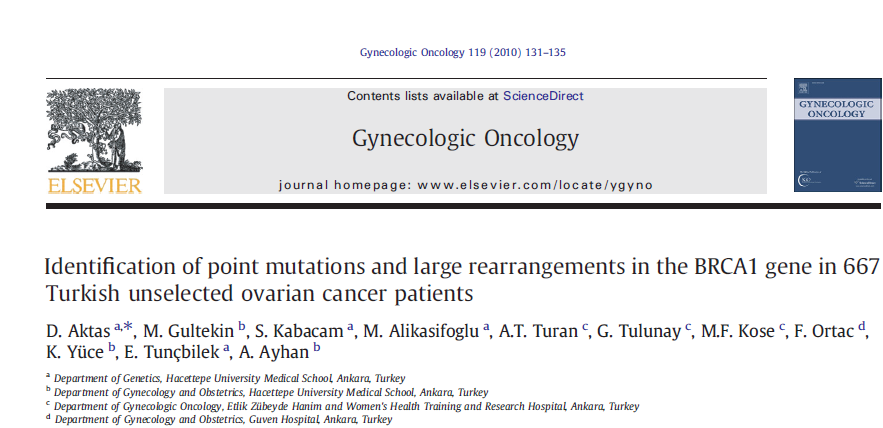 Gynecologic Oncology 119 (2010) 131–135
Contents lists available at ScienceDirect
Gynecologic Oncology
journal homepage: www.elsevier.com/locate/ygyno
ELSEVIER
GYNECOLOGIC
ONCOLOGY
Identification of point mutations and large rearrangements in the BRCA1 gene in 667
Turkish unselected ovarian cancer patients
D. Aktas a,*, M. Gultekin b, S. Kabacam a, M. Alikasifoglu a, A.T. Turan c, G. Tulunay c, M.F. Kose c, F. Ortac d,
K. Yüce b, E. Tunçbilek a, A. Ayhan b
a Department of Genetics, Hacettepe University Medical School, Ankara, Turkey
b Department of Gynecology and Obstetrics, Hacettepe University Medical School, Ankara, Turkey
c Department of Gynecologic Oncology, Etlik Zübeyde Hanim and Women's Health Training and Research Hospital, Ankara, Turkey
d Department of Gynecology and Obstetrics, Guven Hospital, Ankara, Turkey